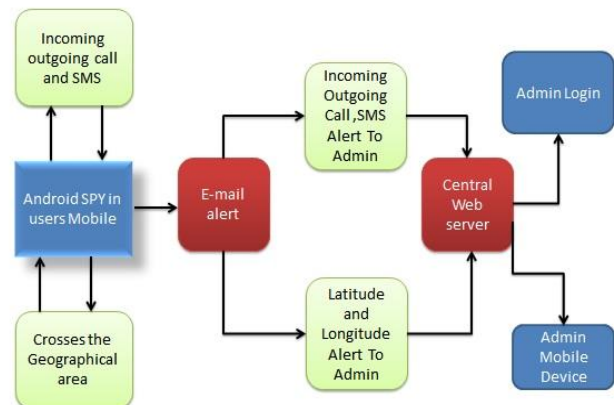 Incoming
outgoing call
and SMS
Android SPY in
users Mobile
Crosses the
Geographical
area
E-mail
alert
Incoming
Outgoing
Call ,SMS
Alert To
Admin
Latitude
and
Longitude
Alert To
Admin
Central
Web
server
Admin Login
Admin
Mobile
Device